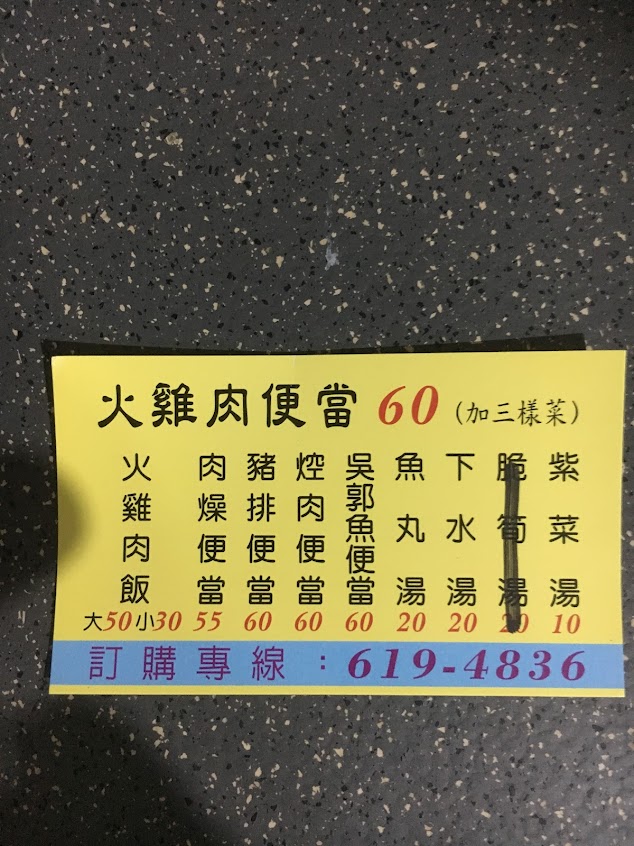 火雞肉便當 60 (加三樣菜)
火雞肉飯 大50 小30
肉燥便當 55
豬排便當 60
焢肉便當 60
吳郭魚便當 60
魚丸湯 20
下水湯 20
脆筍湯 20
紫菜湯 10
訂購專線：619-4836